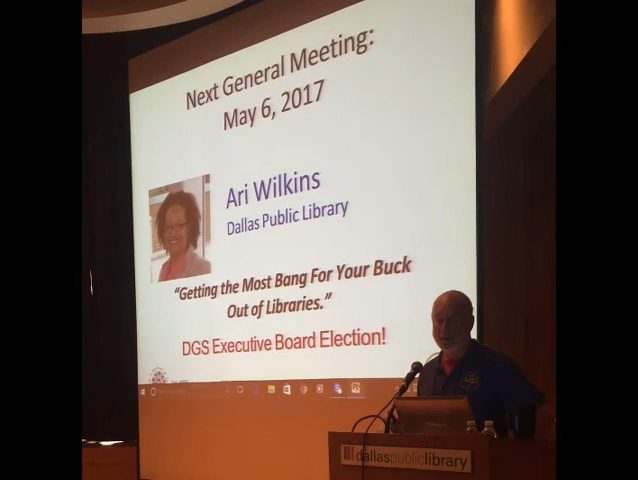 Next General Meeting:
May 6, 2017
Ari Wilkins
Dallas Public Library
“Getting the Most Bang For Your Buck
Out of Libraries.”
DGS Executive Board Election!
dallaspubliclibrary